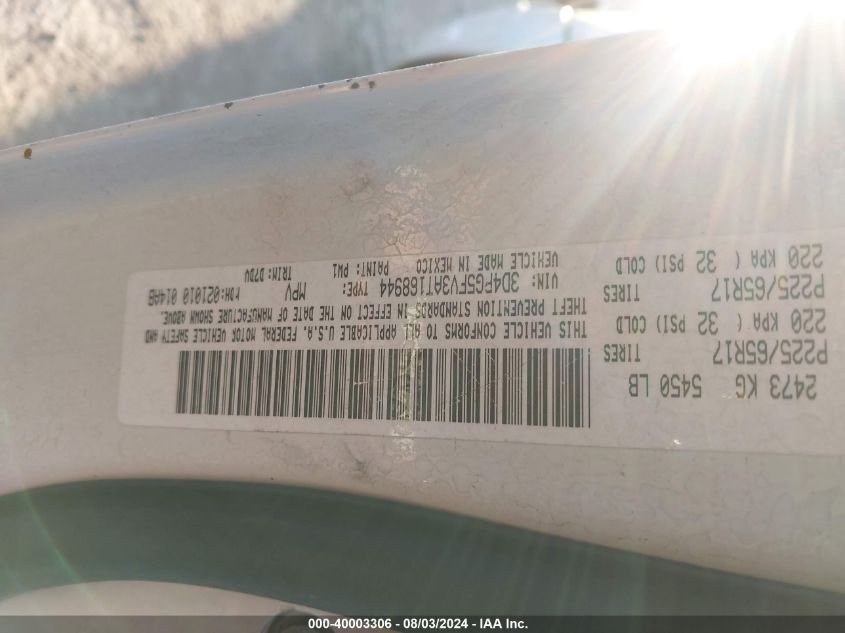 2473 KG 5450 LB
TIRES
P225/65R17
220 KPA ( 32 PSI) COLD
TIRES
P225/65R17
220 KPA ( 32 PSI) COLD
THIS VEHICLE CONFORMS TO ALL APPLICABLE U.S.A. FEDERAL MOTOR VEHICLE SAFETY AND
THEFT PREVENTION STANDARDS IN EFFECT ON THE DATE OF MANUFACTURE SHOWN ABOVE.
VIN: 3D4PG5FV3AT168944 TYPE: MPV MDH:021010 014AB
VEHICLE MADE IN MEXICO PAINT: PW1 TRIM: D7DV
000-40003306 - 08/03/2024 - IAA Inc.